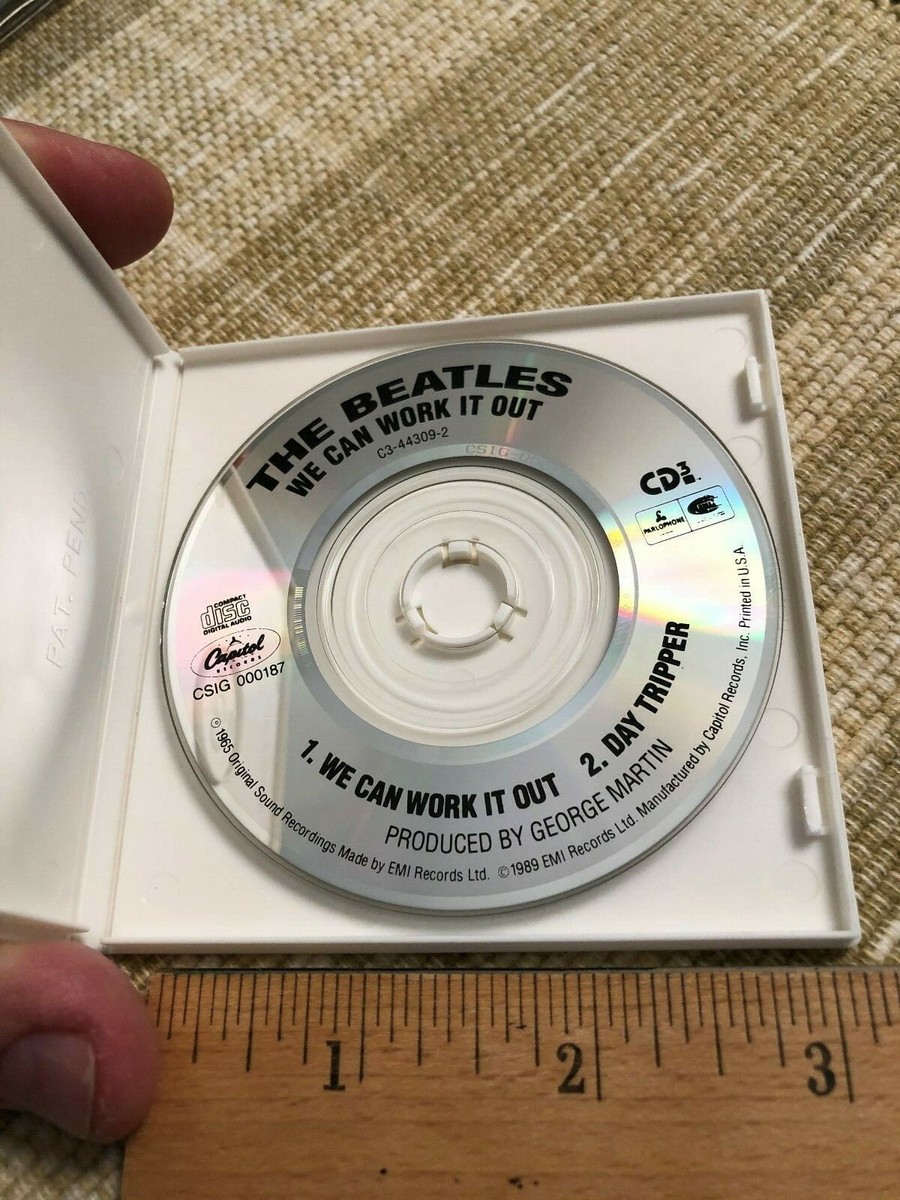 THE BEATLES
WE CAN WORK IT OUT
C3-44309-2
CSIG
CD3
PARLOPHONE
COMPACT
disc
DIGITAL AUDIO
Capitol
RECORDS
CSIG 000187
1. WE CAN WORK IT OUT 2. DAY TRIPPER
PRODUCED BY GEORGE MARTIN
℗ 1965 Original Sound Recordings Made by EMI Records Ltd. © 1989 EMI Records Ltd. Manufactured by Capitol Records, Inc. Printed in U.S.A.
PAT. PEND
1 2 3